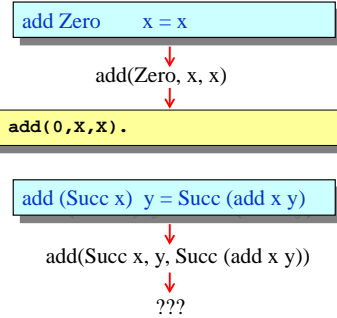 add Zero x = x
add(Zero, x, x)
add(0,X,X).
add (Succ x) y = Succ (add x y)
add(Succ x, y, Succ (add x y))
???